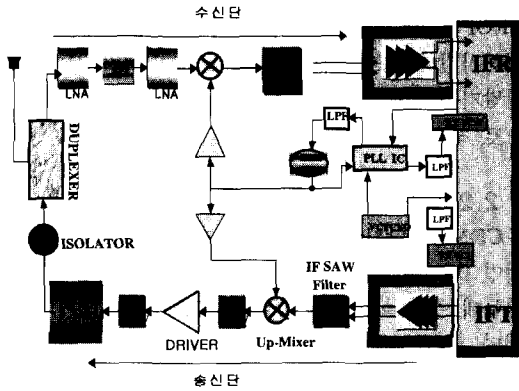 수신단
LNA
LNA
IFR
LPF
DUPLEXER
PLL IC
LPF
LPF
ISOLATOR
IF SAW
Filter
IFT
DRIVER
Up-Mixer
송신단